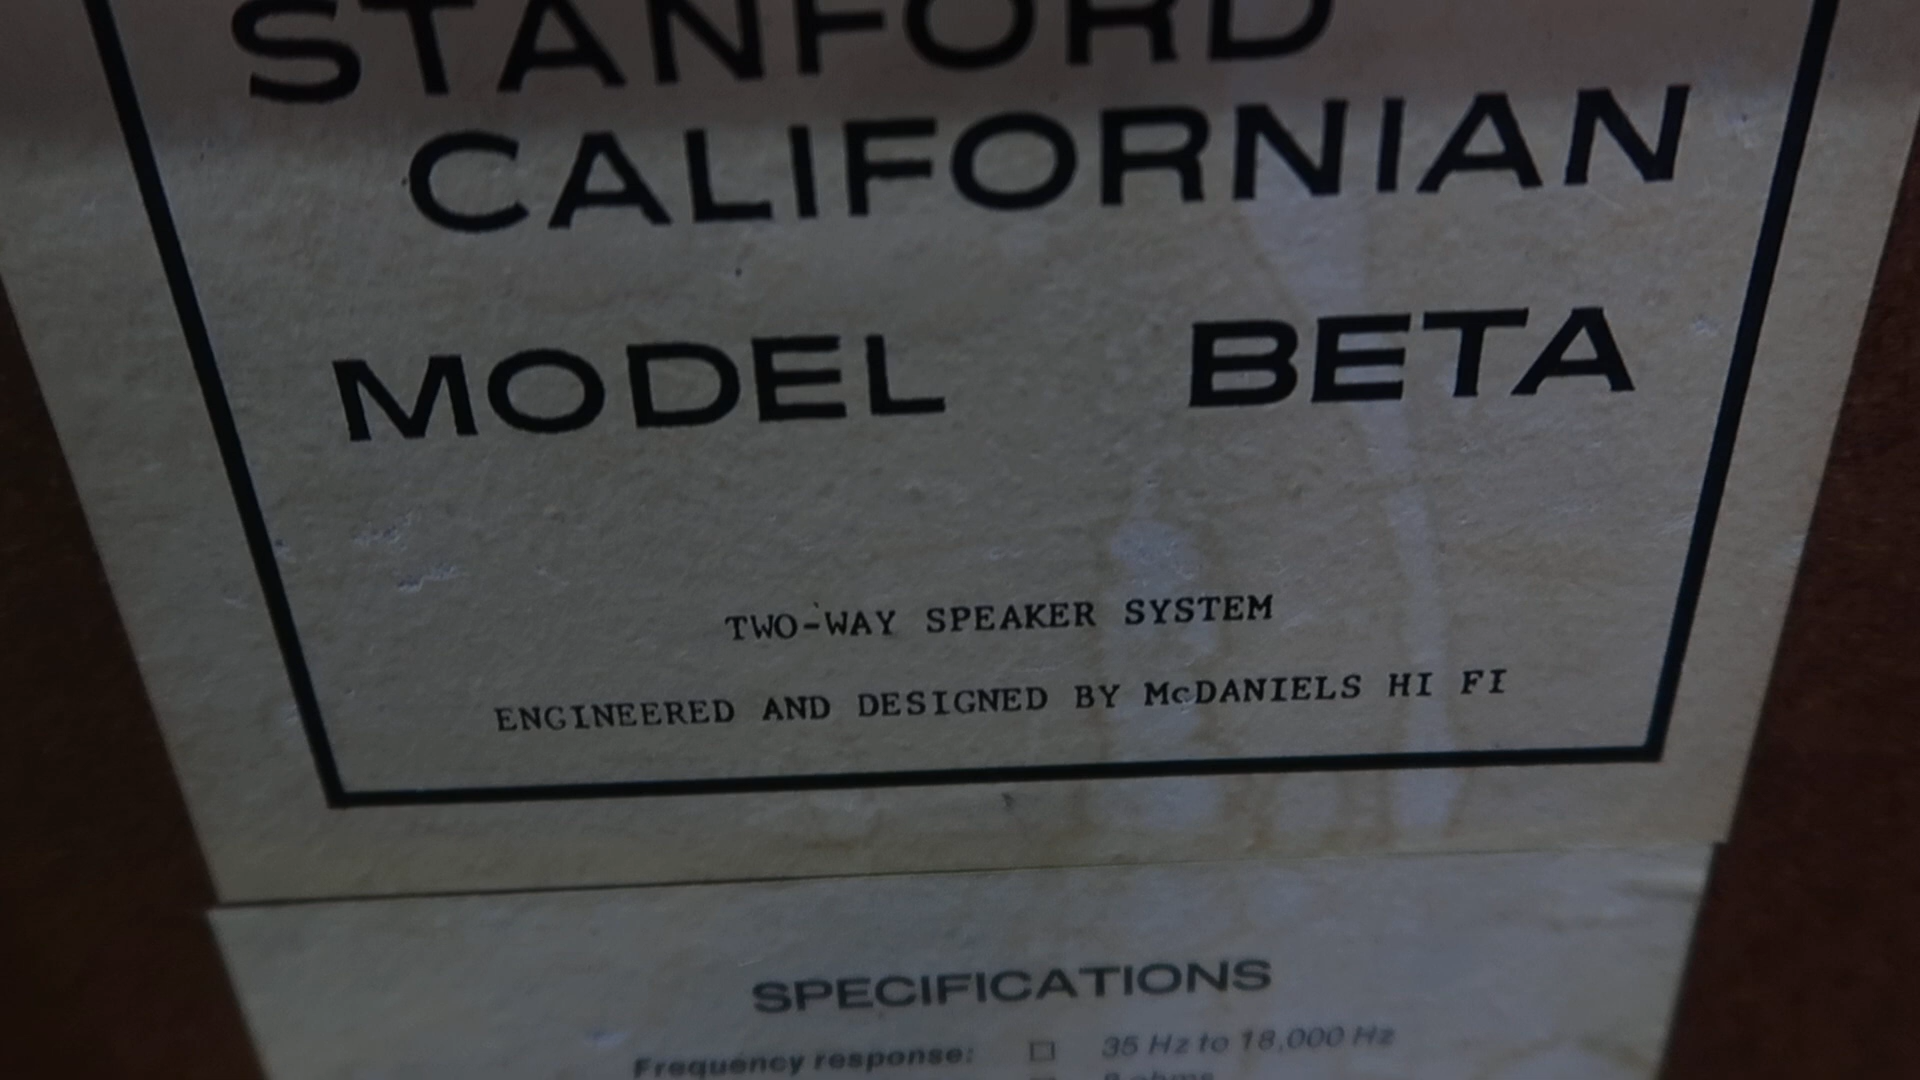 STANFORD
CALIFORNIAN
MODEL BETA
TWO-WAY SPEAKER SYSTEM
ENGINEERED AND DESIGNED BY McDANIELS HI FI
SPECIFICATIONS
Frequency response: □ 35 Hz to 18,000 Hz